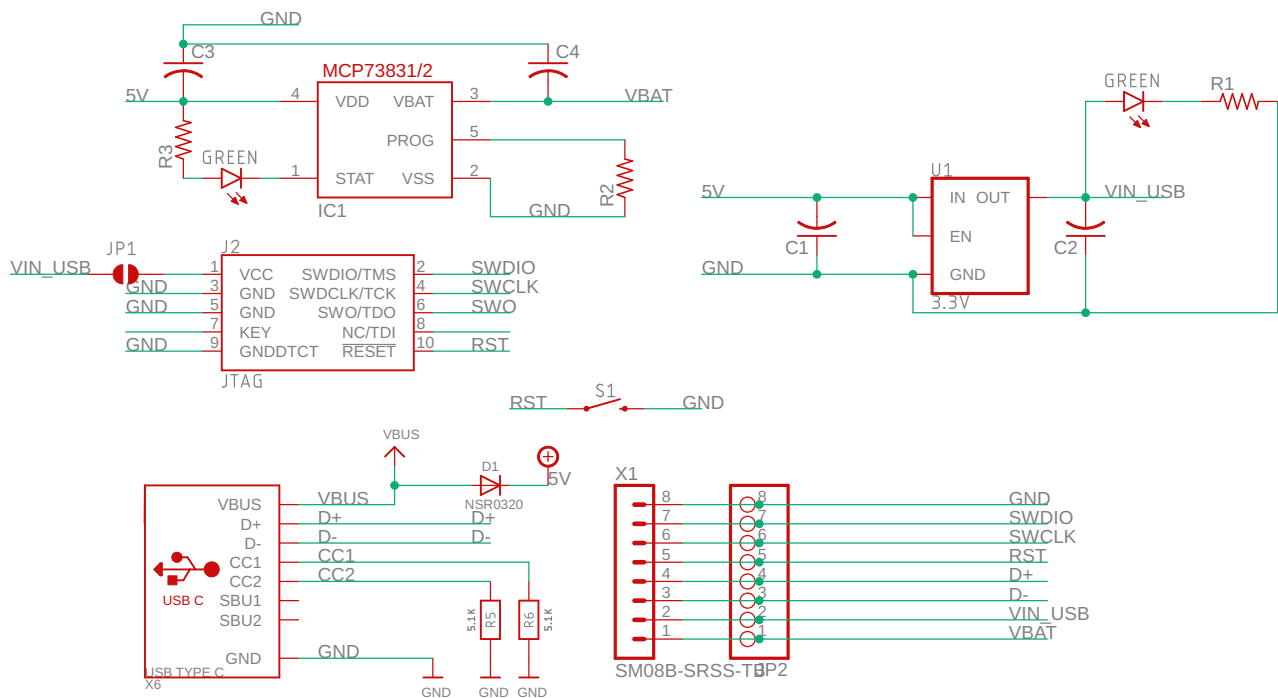 GND
C3
C4
MCP73831/2
5V
4
VDD
VBAT
3
VBAT
PROG
5
R3
GREEN
1
STAT
VSS
2
R2
IC1
GND
GREEN
R1
U1
5V
IN OUT
VIN_USB
EN
C1
C2
GND
GND
3.3V
JP1
J2
VIN_USB
1
VCC
SWDIO/TMS
2
SWDIO
GND
3
GND
SWDCLK/TCK
4
SWCLK
GND
5
GND
SWO/TDO
6
SWO
7
KEY
NC/TDI
8
GND
9
GNDDTCT
RESET
10
RST
JTAG
RST
S1
GND
VBUS
D1
NSR0320
5V
VBUS
VBUS
D+
D+
D+
D-
D-
D-
CC1
CC1
CC2
CC2
SBU1
SBU2
GND
GND
USB C
USB TYPE C
X6
5.1K
R5
R6
5.1K
GND
GND
GND
X1
8
8
GND
7
7
SWDIO
6
6
SWCLK
5
5
RST
4
4
D+
3
3
D-
2
2
VIN_USB
1
1
VBAT
SM08B-SRSS-TB
JP2